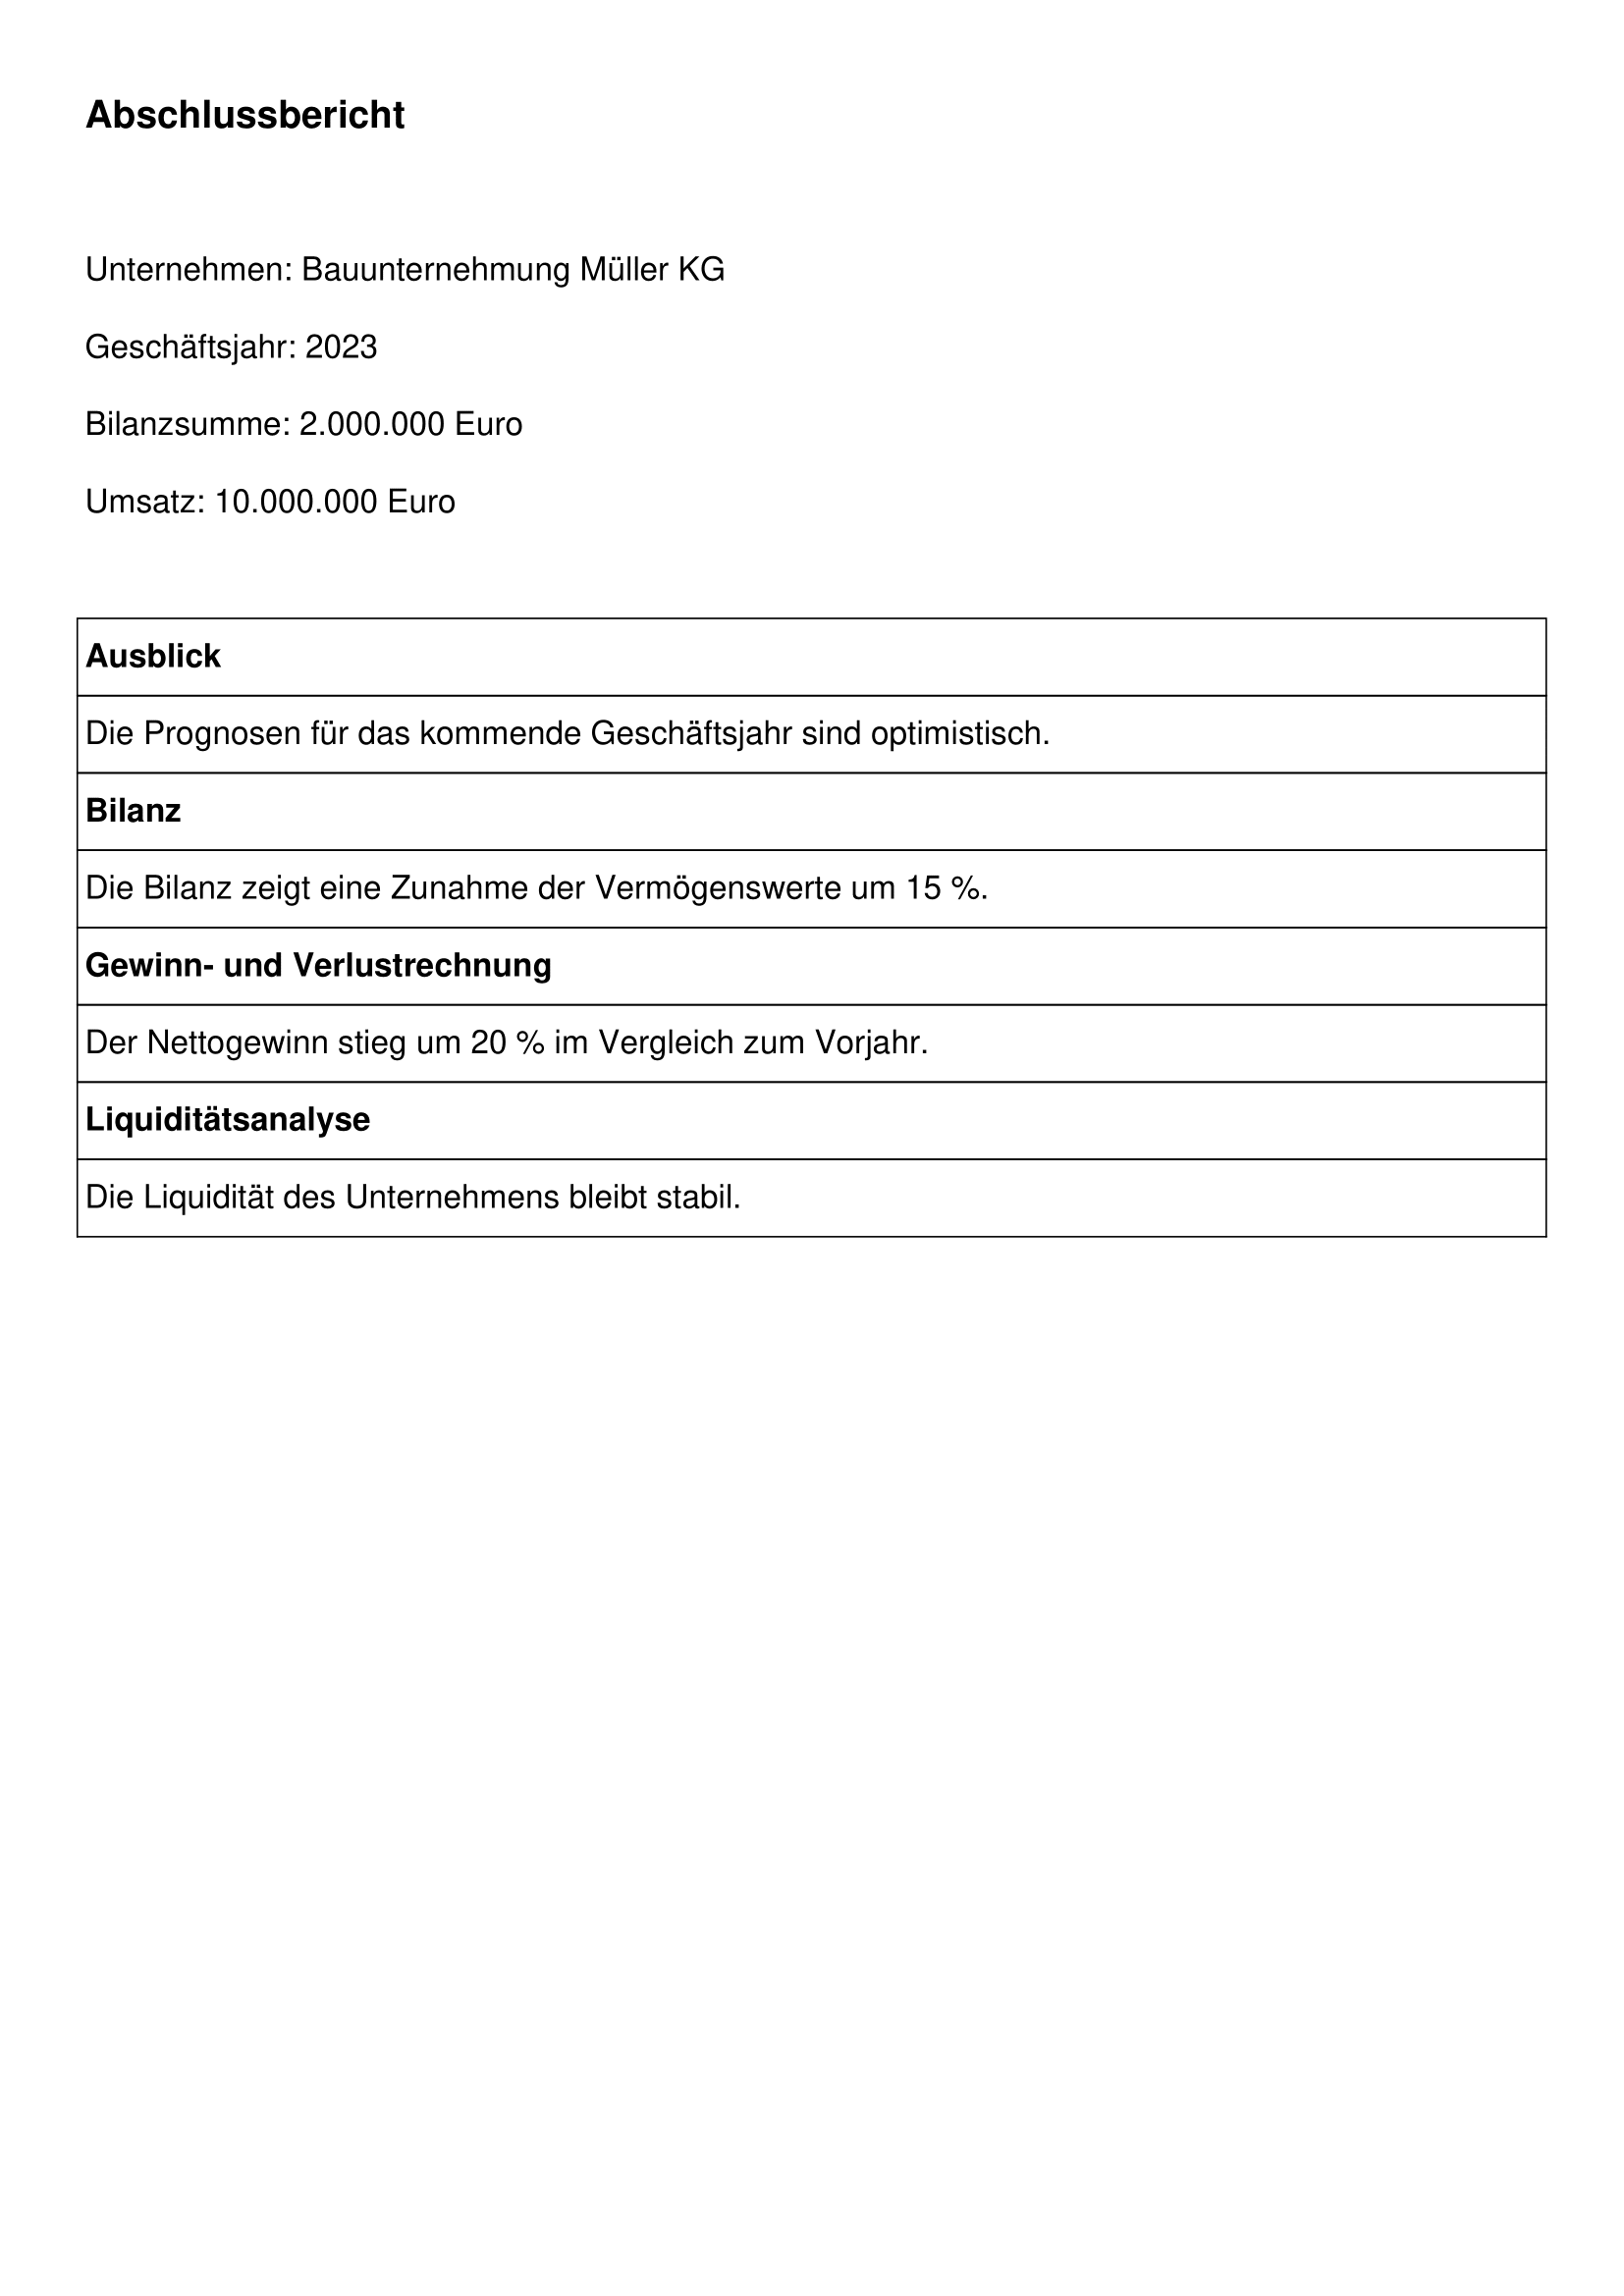 Abschlussbericht
Unternehmen: Bauunternehmung Müller KG
Geschäftsjahr: 2023
Bilanzsumme: 2.000.000 Euro
Umsatz: 10.000.000 Euro
Ausblick
Die Prognosen für das kommende Geschäftsjahr sind optimistisch.
Bilanz
Die Bilanz zeigt eine Zunahme der Vermögenswerte um 15 %.
Gewinn- und Verlustrechnung
Der Nettogewinn stieg um 20 % im Vergleich zum Vorjahr.
Liquiditätsanalyse
Die Liquidität des Unternehmens bleibt stabil.